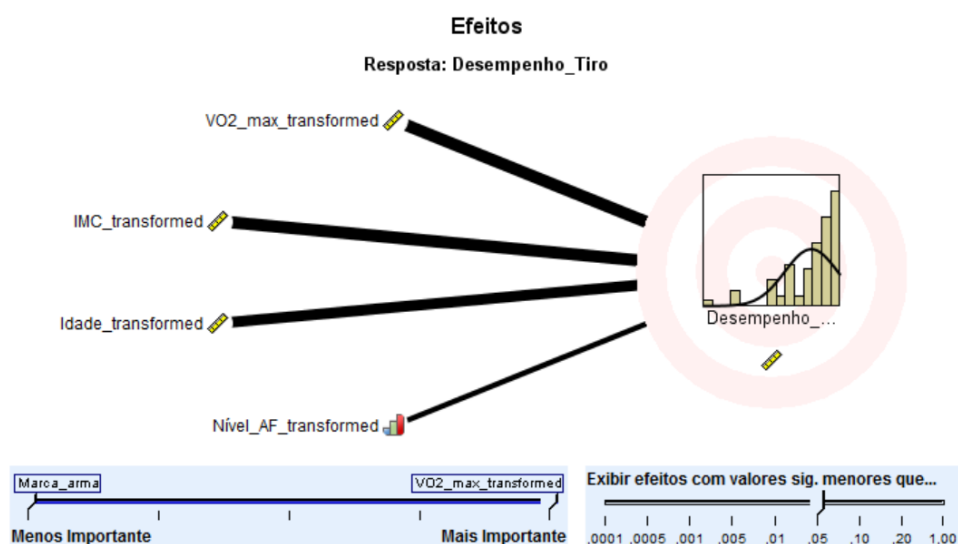 Efeitos
Resposta: Desempenho_Tiro
VO2_max_transformed
IMC_transformed
Idade_transformed
Desempenho_...
Nível_AF_transformed
Marca_arma
VO2_max_transformed
Menos Importante
Mais Importante
Exibir efeitos com valores sig. menores que...
.0001 .0005 .001 .005 .01 .05 .10 .20 1.00